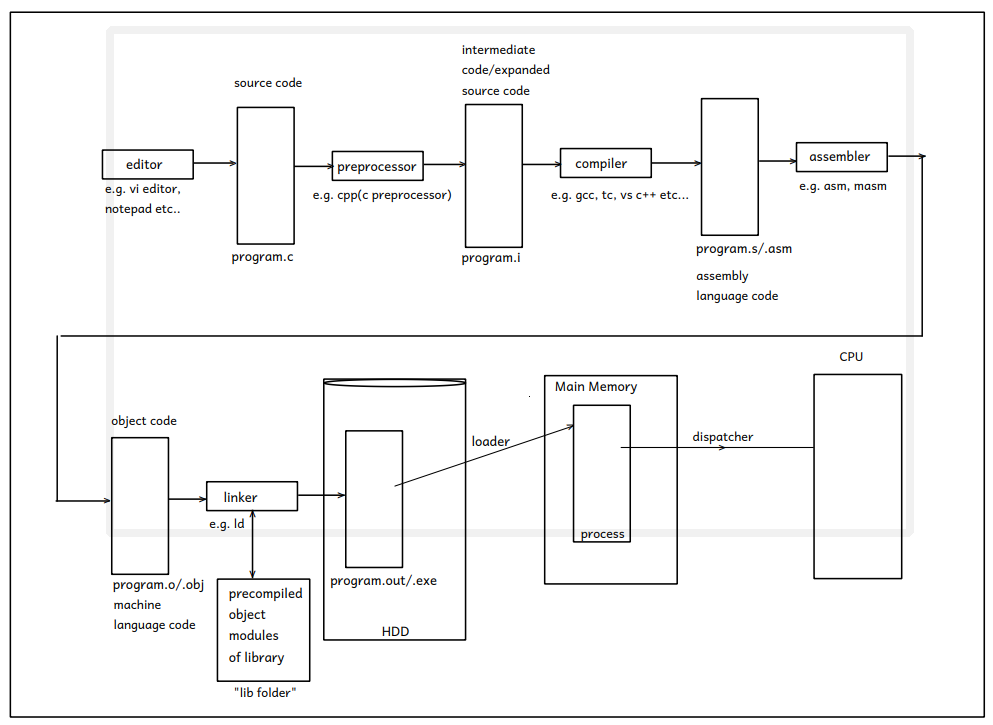 intermediate
code/expanded
source code
source code
editor
preprocessor
compiler
assembler
e.g. vi editor,
notepad etc..
e.g. cpp(c preprocessor)
e.g. gcc, tc, vs c++ etc...
e.g. asm, masm
program.c
program.i
program.s/.asm
assembly
language code
object code
linker
e.g. ld
program.o/.obj
machine
language code
precompiled
object
modules
of library
"lib folder"
program.out/.exe
HDD
loader
Main Memory
process
dispatcher
CPU